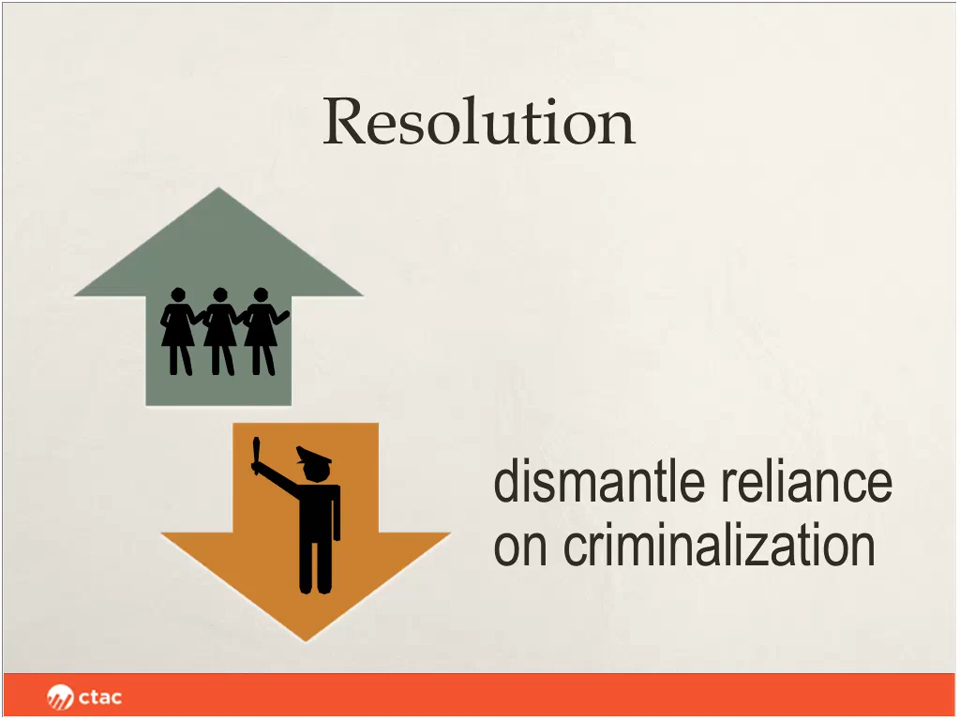 Resolution
dismantle reliance
on criminalization
ctac